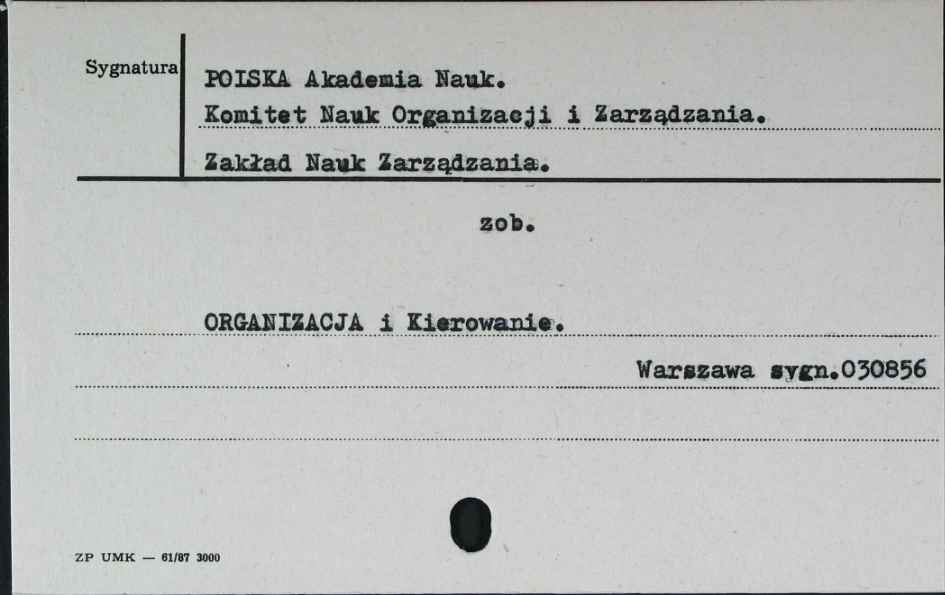 Sygnatura
POLSKA Akademia Nauk.
Komitet Nauk Organizacji i Zarządzania.
Zakład Nauk Zarządzania.
zob.
ORGANIZACJA i Kierowanie.
Warszawa sygn.030856
ZP UMK — 61/87 3000